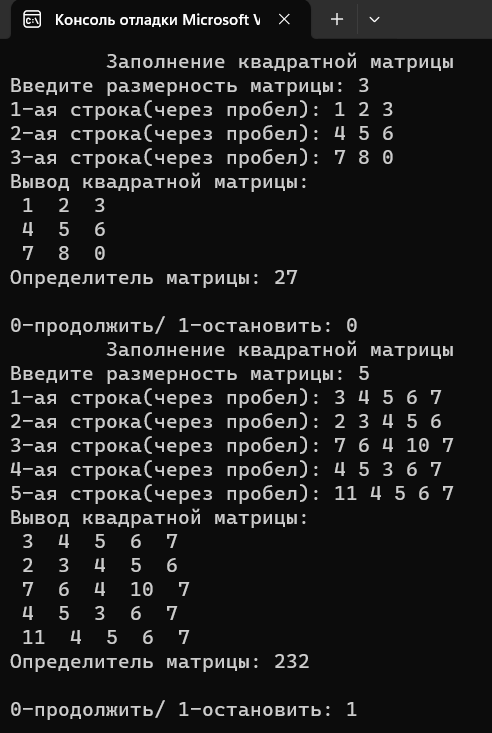 Консоль отладки Microsoft V
Заполнение квадратной матрицы
Введите размерность матрицы: 3
1-ая строка(через пробел): 1 2 3
2-ая строка(через пробел): 4 5 6
3-ая строка(через пробел): 7 8 0
Вывод квадратной матрицы:
1 2 3
4 5 6
7 8 0
Определитель матрицы: 27
0-продолжить/ 1-остановить: 0
Заполнение квадратной матрицы
Введите размерность матрицы: 5
1-ая строка(через пробел): 3 4 5 6 7
2-ая строка(через пробел): 2 3 4 5 6
3-ая строка(через пробел): 7 6 4 10 7
4-ая строка(через пробел): 4 5 3 6 7
5-ая строка(через пробел): 11 4 5 6 7
Вывод квадратной матрицы:
3 4 5 6 7
2 3 4 5 6
7 6 4 10 7
4 5 3 6 7
11 4 5 6 7
Определитель матрицы: 232
0-продолжить/ 1-остановить: 1